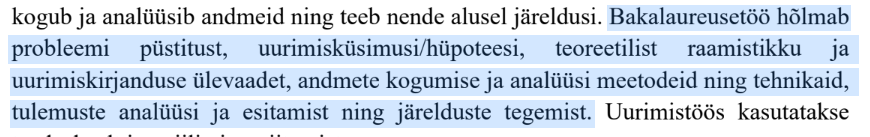 kogub ja analüüsib andmeid ning teeb nende alusel järeldusi. Bakalaureusetöö hõlmab
probleemi püstitust, uurimisküsimusi/hüpoteesi, teoreetilist raamistikku ja
uurimiskirjanduse ülevaadet, andmete kogumise ja analüüsi meetodeid ning tehnikaid,
tulemuste analüüsi ja esitamist ning järelduste tegemist. Uurimistöös kasutatakse